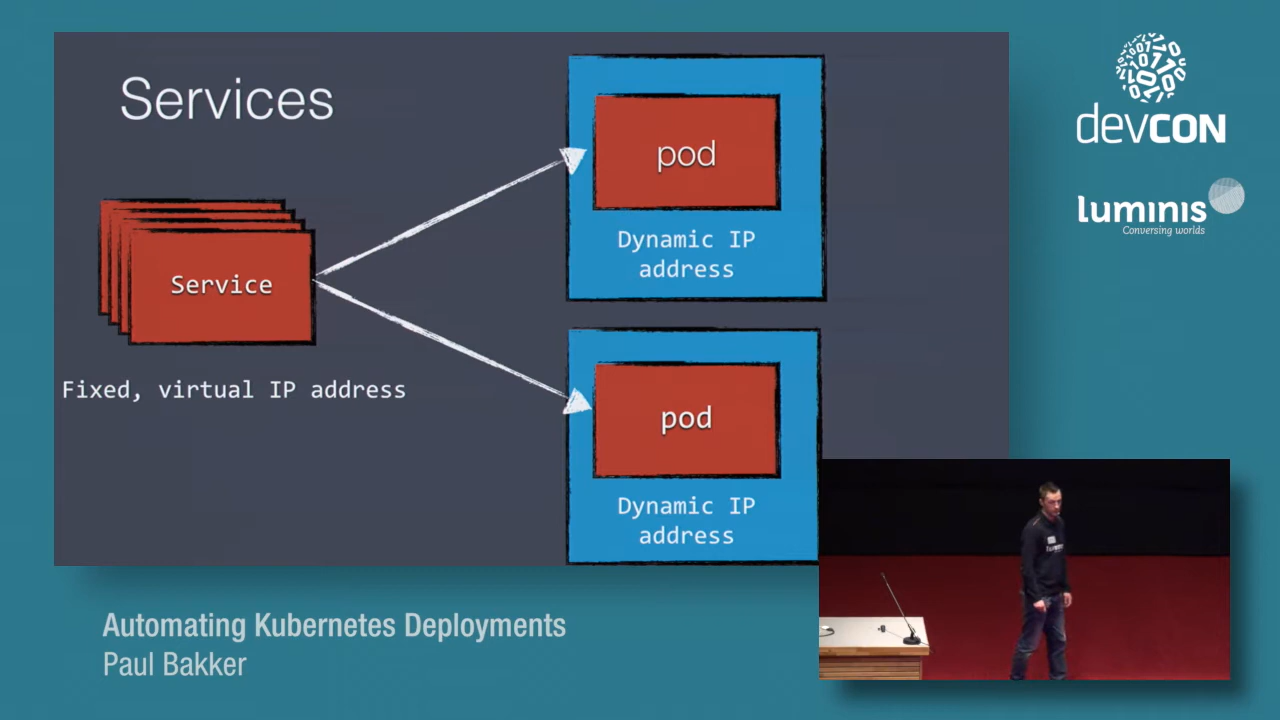 Services
pod
Dynamic IP
address
Service
Fixed, virtual IP address
pod
Dynamic IP
address
devCON
luminis
Conversing worlds
Automating Kubernetes Deployments
Paul Bakker